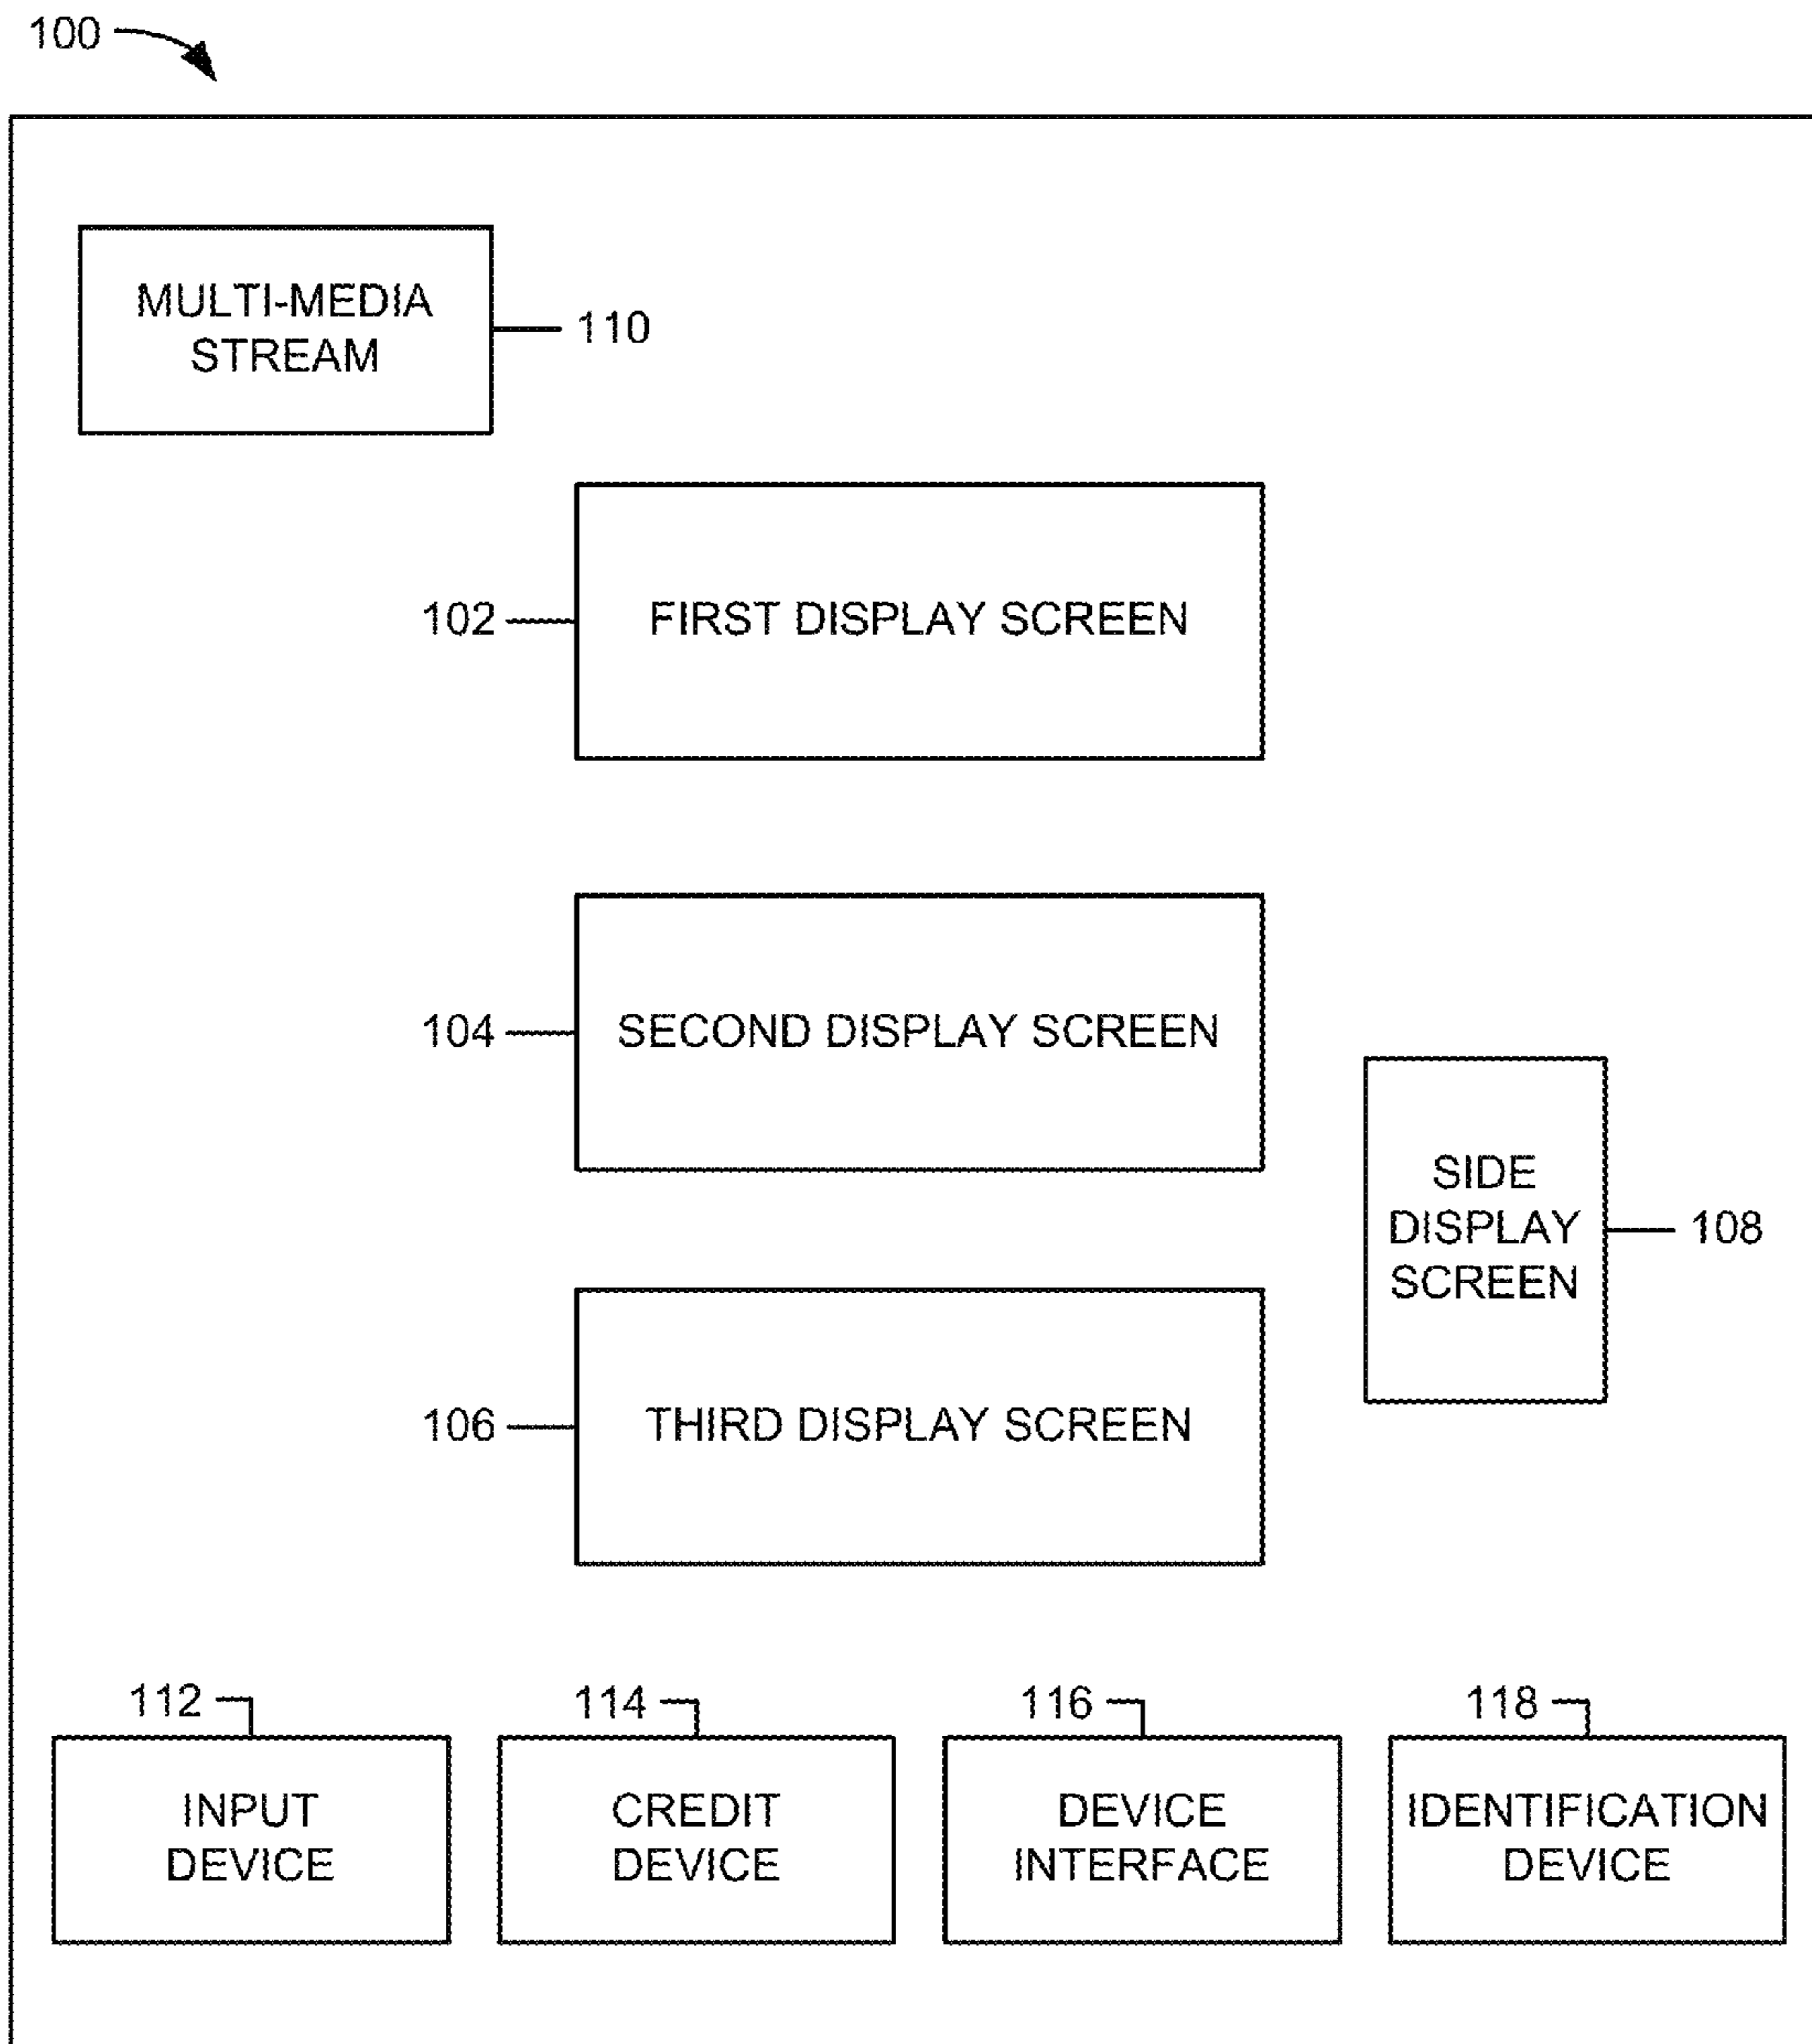 100
MULTI-MEDIA
STREAM
110
102
FIRST DISPLAY SCREEN
104
SECOND DISPLAY SCREEN
SIDE
DISPLAY
SCREEN
108
106
THIRD DISPLAY SCREEN
112
INPUT
DEVICE
114
CREDIT
DEVICE
116
DEVICE
INTERFACE
118
IDENTIFICATION
DEVICE